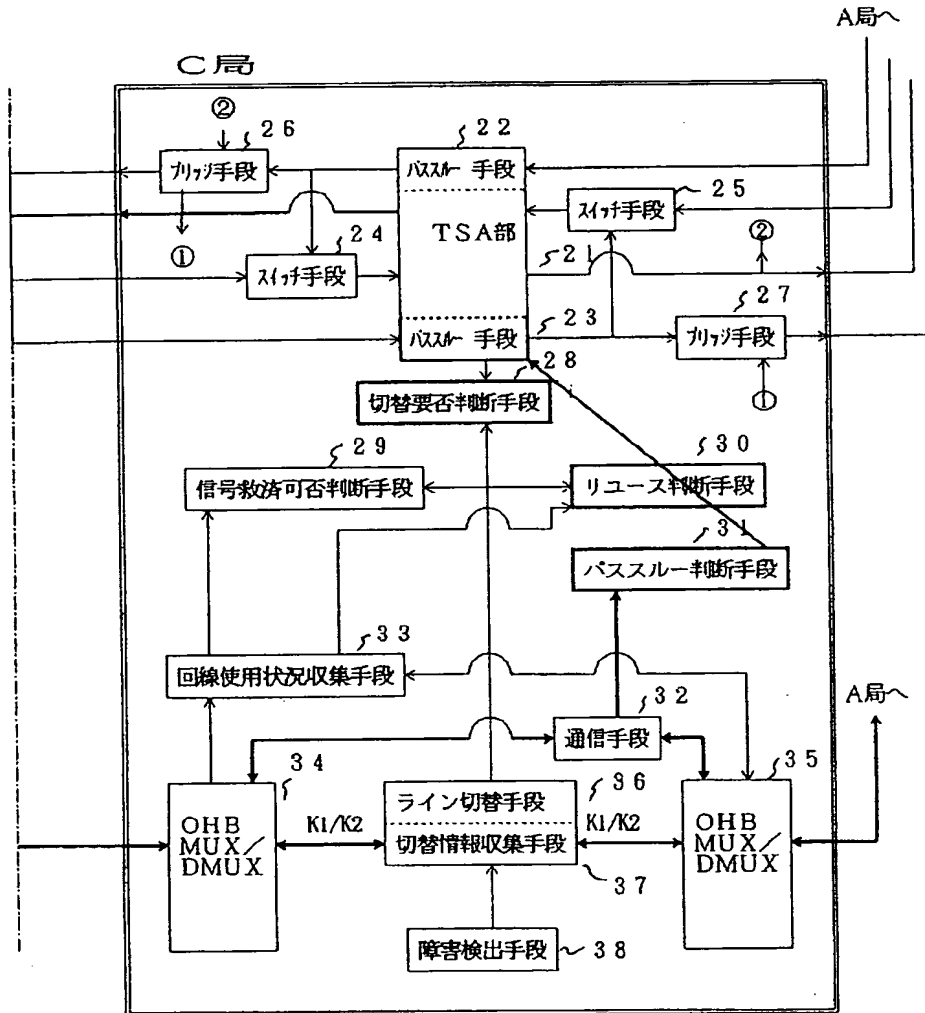 A局へ
C局
②
26
22
ブリッジ手段
パススルー 手段
25
スイッチ手段
①
24
TSA部
②
21
スイッチ手段
27
23
パススルー 手段
ブリッジ手段
28
①
切替要否判断手段
29
30
信号救済可否判断手段
リユース判断手段
31
パススルー判断手段
33
回線使用状況収集手段
A局へ
32
通信手段
34
35
36
ライン切替手段
OHB
MUX/
DMUX
K1/K2
切替情報収集手段
K1/K2
OHB
MUX/
DMUX
37
障害検出手段
38